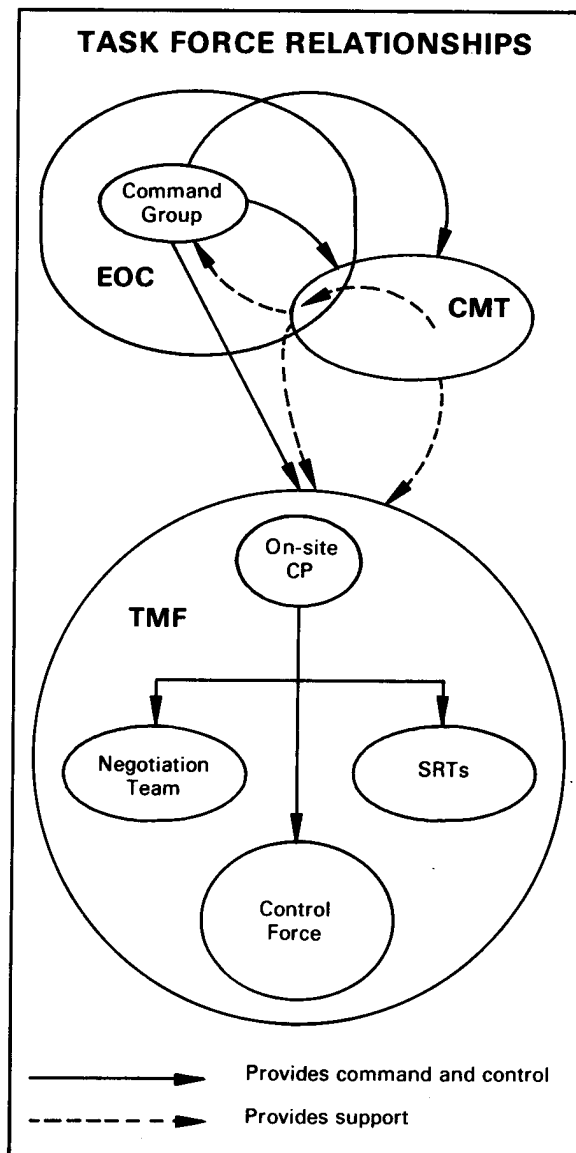 TASK FORCE RELATIONSHIPS
Command
Group
EOC
CMT
On-site
CP
TMF
Negotiation
Team
SRTs
Control
Force
Provides command and control
Provides support